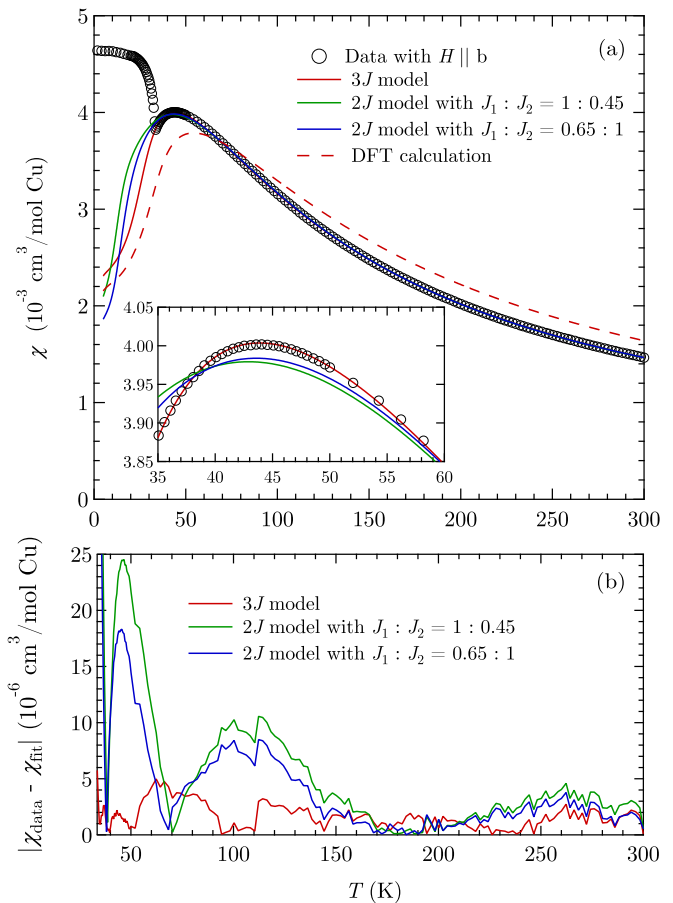 (a)
Data with H || b
3J model
2J model with J₁ : J₂ = 1 : 0.45
2J model with J₁ : J₂ = 0.65 : 1
DFT calculation
χ (10⁻³ cm³/mol Cu)
5
4
3
2
1
0
4.05
4.00
3.95
3.90
3.85
35 40 45 50 55 60
0 50 100 150 200 250 300
(b)
3J model
2J model with J₁ : J₂ = 1 : 0.45
2J model with J₁ : J₂ = 0.65 : 1
|χdata - χfit| (10⁻⁶ cm³/mol Cu)
25
20
15
10
5
0
50 100 150 200 250 300
T (K)